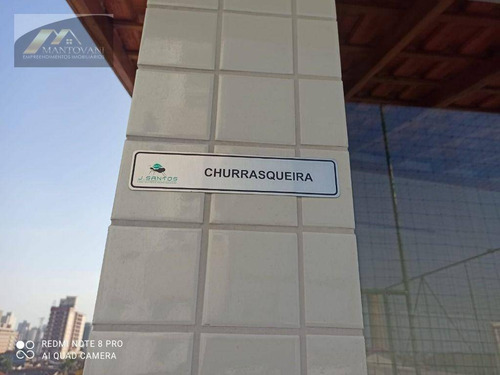 MANTOVANI
EMPREENDIMENTOS IMOBILIÁRIOS
J. SANTOS
CHURRASQUEIRA
REDMI NOTE 8 PRO
AI QUAD CAMERA